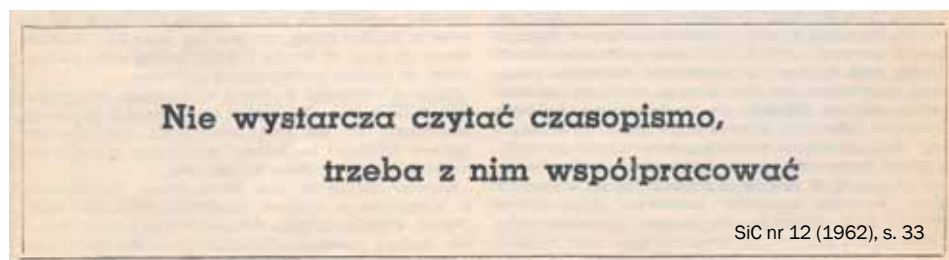 Nie wystarcza czytać czasopismo,
trzeba z nim współpracować
SiC nr 12 (1962), s. 33